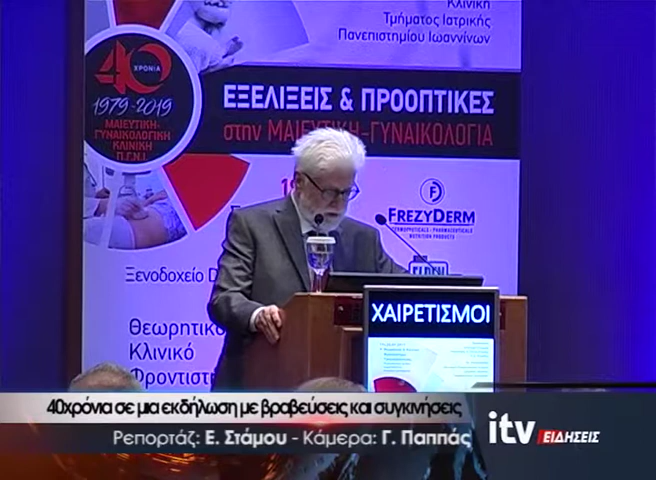 Κλινική
Τμήματος Ιατρικής
Πανεπιστημίου Ιωαννίνων
40
ΧΡΟΝΙΑ
1979-2019
ΜΑΙΕΥΤΙΚΗ-
ΓΥΝΑΙΚΟΛΟΓΙΚΗ
ΚΛΙΝΙΚΗ
Π.Γ.Ν.Ι.
ΕΞΕΛΙΞΕΙΣ & ΠΡΟΟΠΤΙΚΕΣ
στην ΜΑΙΕΥΤΙΚΗ-ΓΥΝΑΙΚΟΛΟΓΙΑ
FREZYDERM
Ξενοδοχείο
Θεωρητικ
Κλινικό
Φροντιστ
ΧΑΙΡΕΤΙΣΜΟΙ
40χρόνια σε μια εκδήλωση με βραβεύσεις και συγκινήσεις
Ρεπορτάζ: Ε. Στάμου - Κάμερα: Γ. Παππάς
itv ΕΙΔΗΣΕΙΣ